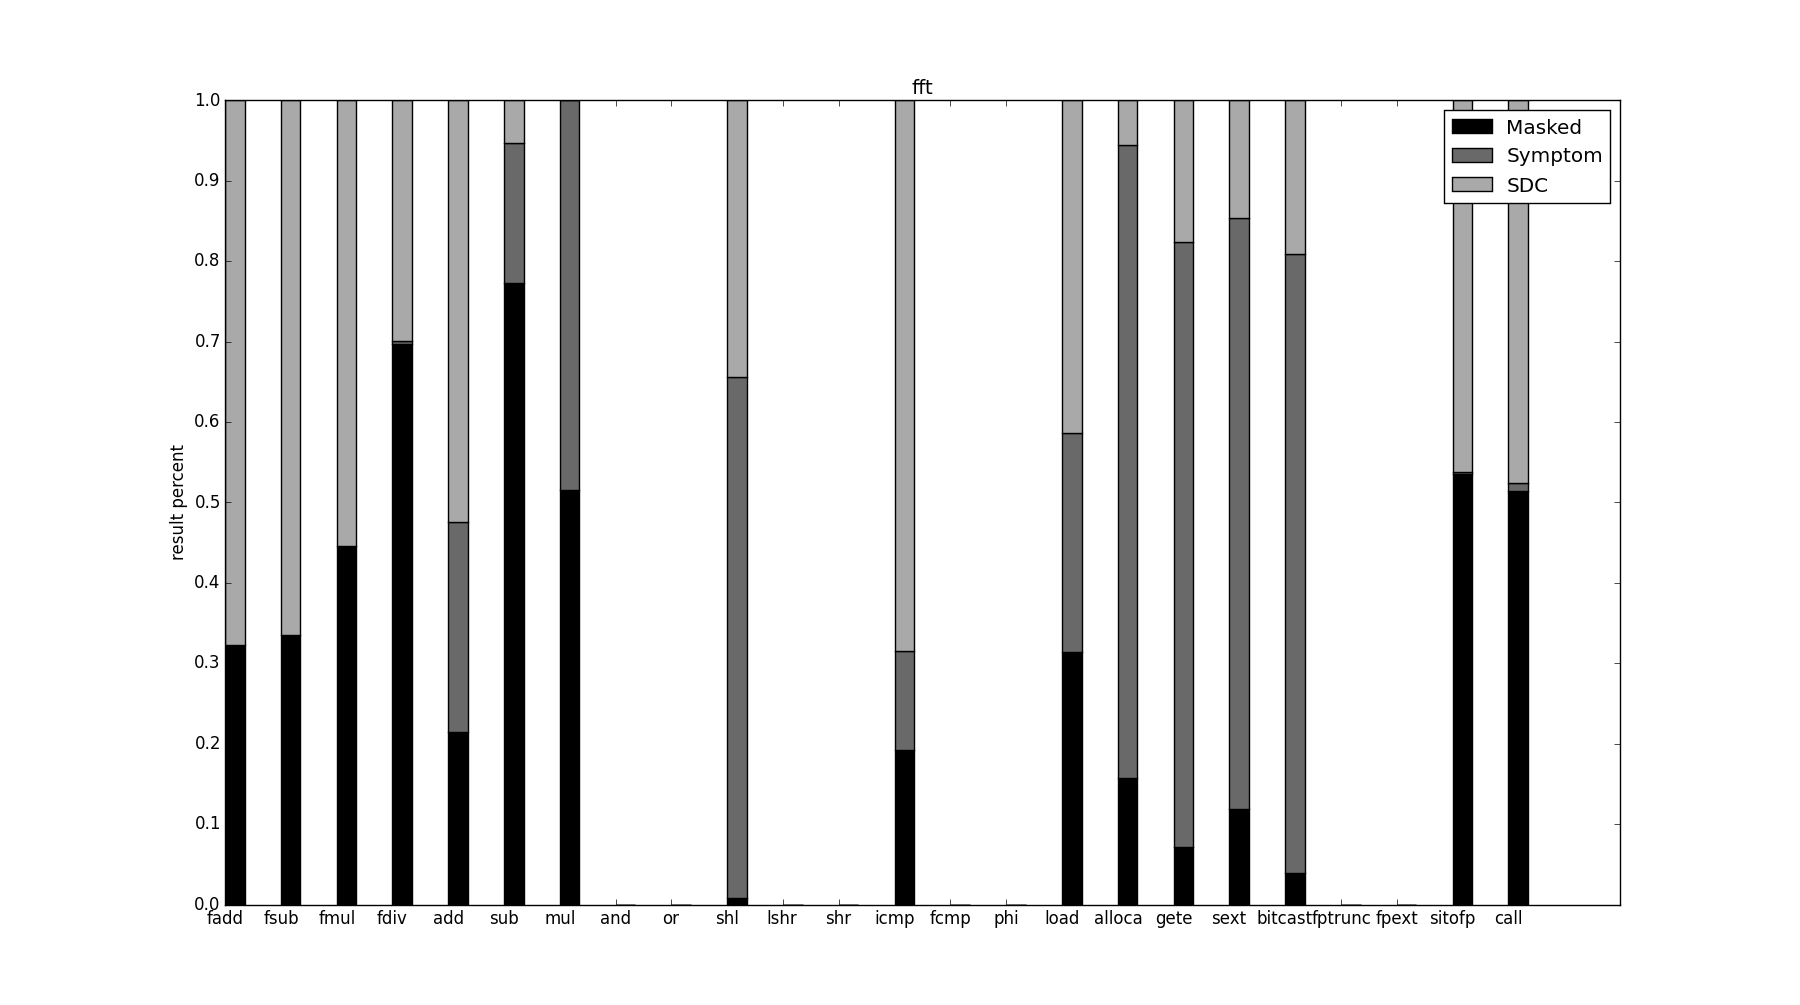 fft
1.0
0.9
0.8
0.7
0.6
0.5
0.4
0.3
0.2
0.1
0.0
result percent
Masked
Symptom
SDC
fadd fsub fmul fdiv add sub mul and or shl lshr shr icmp fcmp phi load alloca gete sext bitcast fptrunc fpext sitofp call